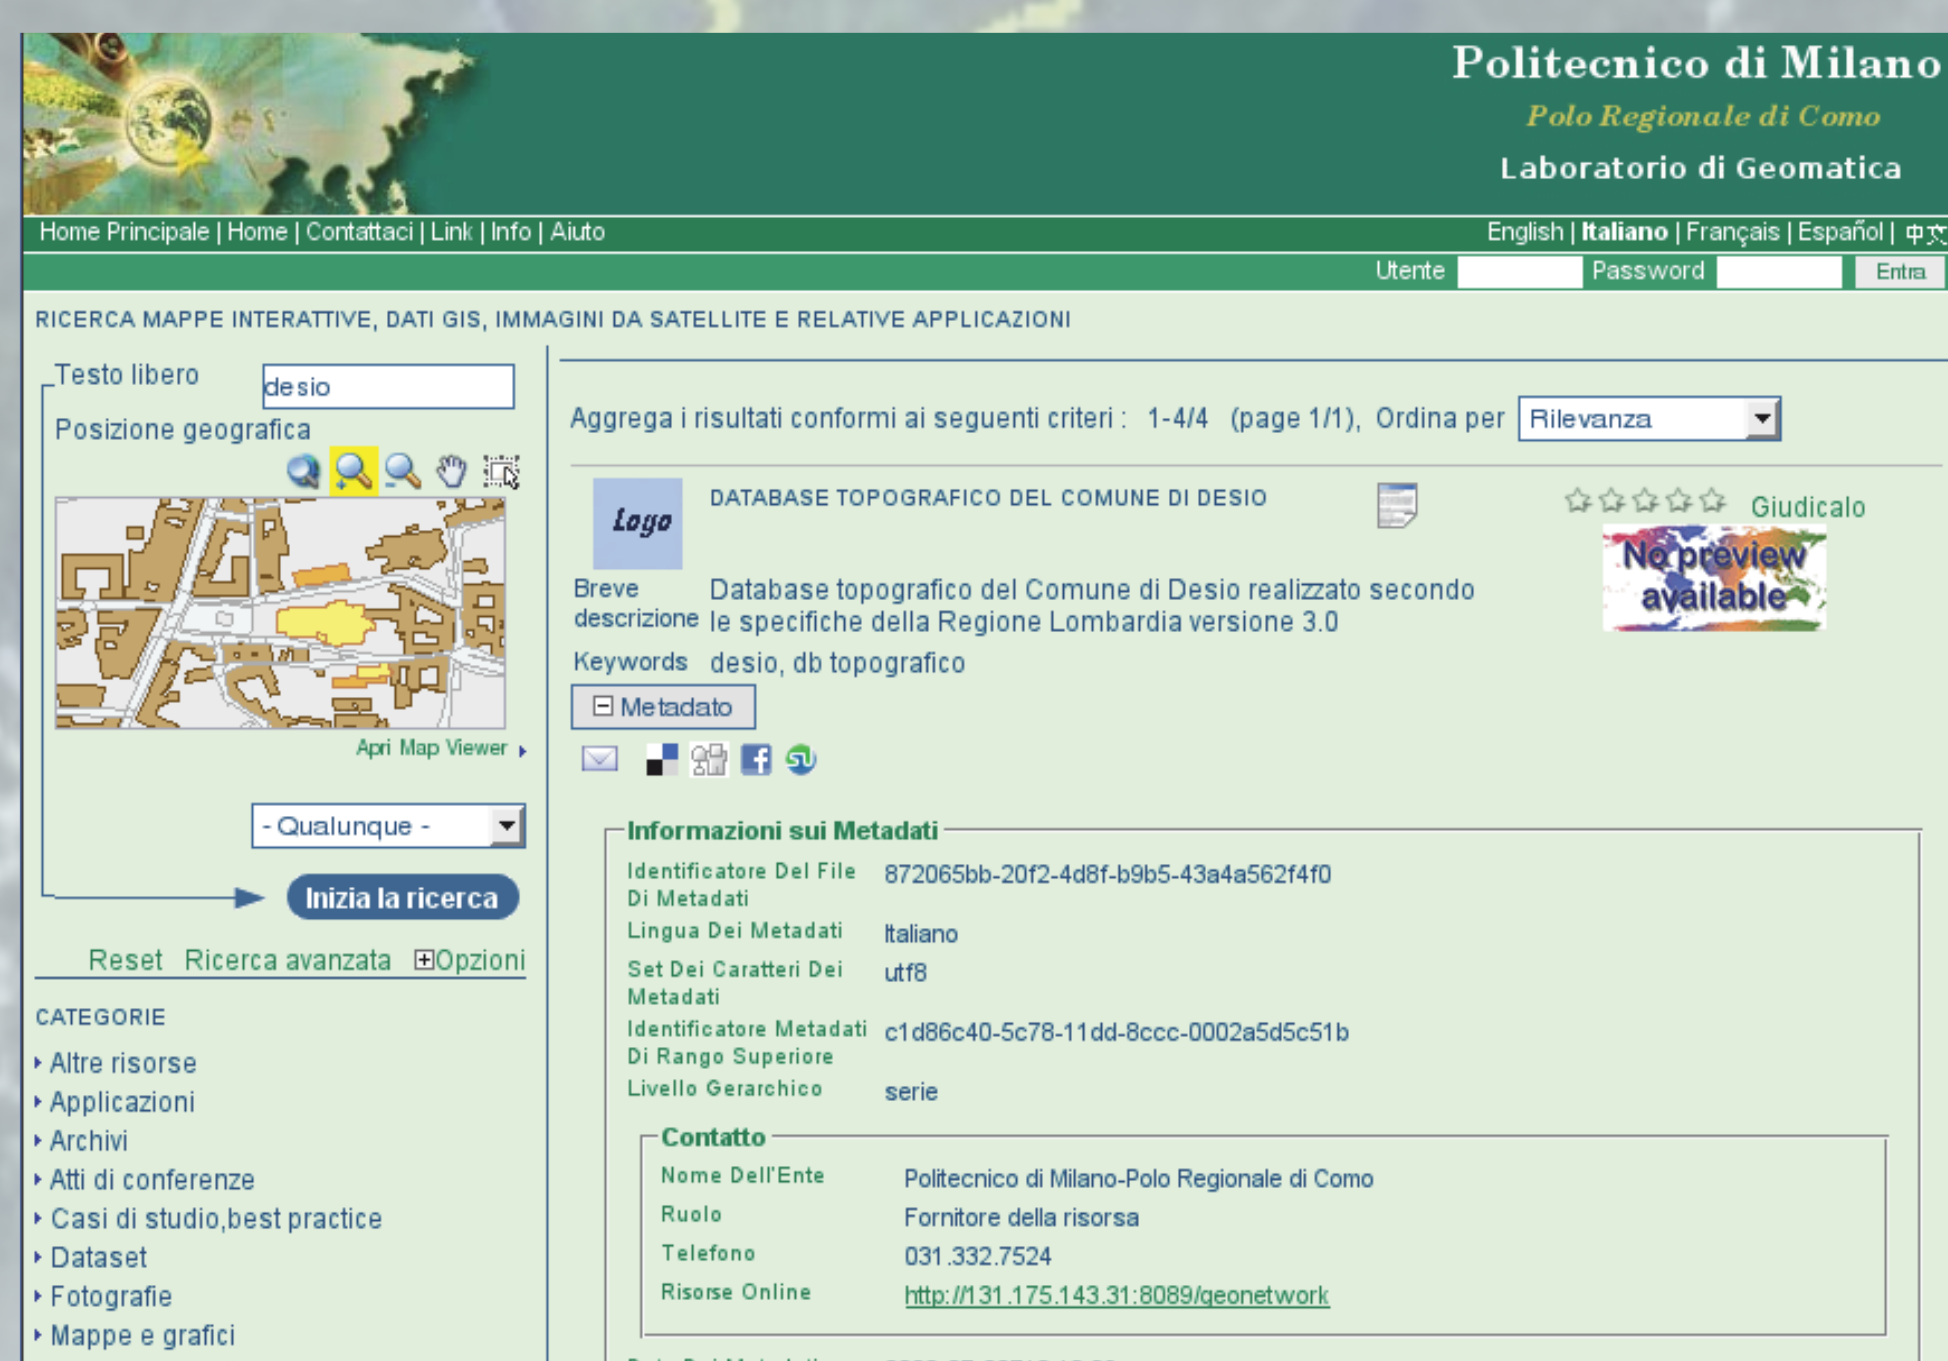 Politecnico di Milano
Polo Regionale di Como
Laboratorio di Geomatica
Home Principale | Home | Contattaci | Link | Info | Aiuto
English | Italiano | Français | Español | 中文
Utente Password Entra
RICERCA MAPPE INTERATTIVE, DATI GIS, IMMAGINI DA SATELLITE E RELATIVE APPLICAZIONI
Testo libero desio
Posizione geografica
Apri Map Viewer
- Qualunque -
Inizia la ricerca
Reset Ricerca avanzata Opzioni
CATEGORIE
Altre risorse
Applicazioni
Archivi
Atti di conferenze
Casi di studio,best practice
Dataset
Fotografie
Mappe e grafici
Aggrega i risultati conformi ai seguenti criteri : 1-4/4 (page 1/1), Ordina per Rilevanza
Logo
DATABASE TOPOGRAFICO DEL COMUNE DI DESIO
Giudicalo
No preview
available
Breve descrizione
Database topografico del Comune di Desio realizzato secondo
le specifiche della Regione Lombardia versione 3.0
Keywords desio, db topografico
Metadato
Informazioni sui Metadati
Identificatore Del File
Di Metadati
872065bb-20f2-4d8f-b9b5-43a4a562f4f0
Lingua Dei Metadati Italiano
Set Dei Caratteri Dei
Metadati
utf8
Identificatore Metadati
Di Rango Superiore
c1d86c40-5c78-11dd-8ccc-0002a5d5c51b
Livello Gerarchico serie
Contatto
Nome Dell'Ente Politecnico di Milano-Polo Regionale di Como
Ruolo Fornitore della risorsa
Telefono 031.332.7524
Risorse Online http://131.175.143.31:8089/geonetwork